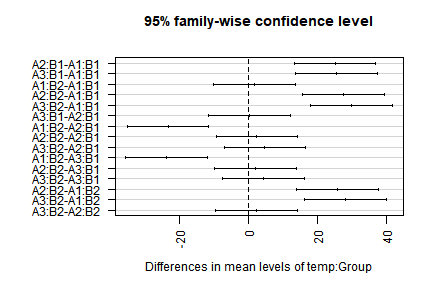 95% family-wise confidence level
A2:B1-A1:B1
A3:B1-A1:B1
A1:B2-A1:B1
A2:B2-A1:B1
A3:B2-A1:B1
A3:B1-A2:B1
A1:B2-A2:B1
A2:B2-A2:B1
A3:B2-A2:B1
A1:B2-A3:B1
A2:B2-A3:B1
A3:B2-A3:B1
A2:B2-A1:B2
A3:B2-A1:B2
A3:B2-A2:B2
-20
0
20
40
Differences in mean levels of temp:Group